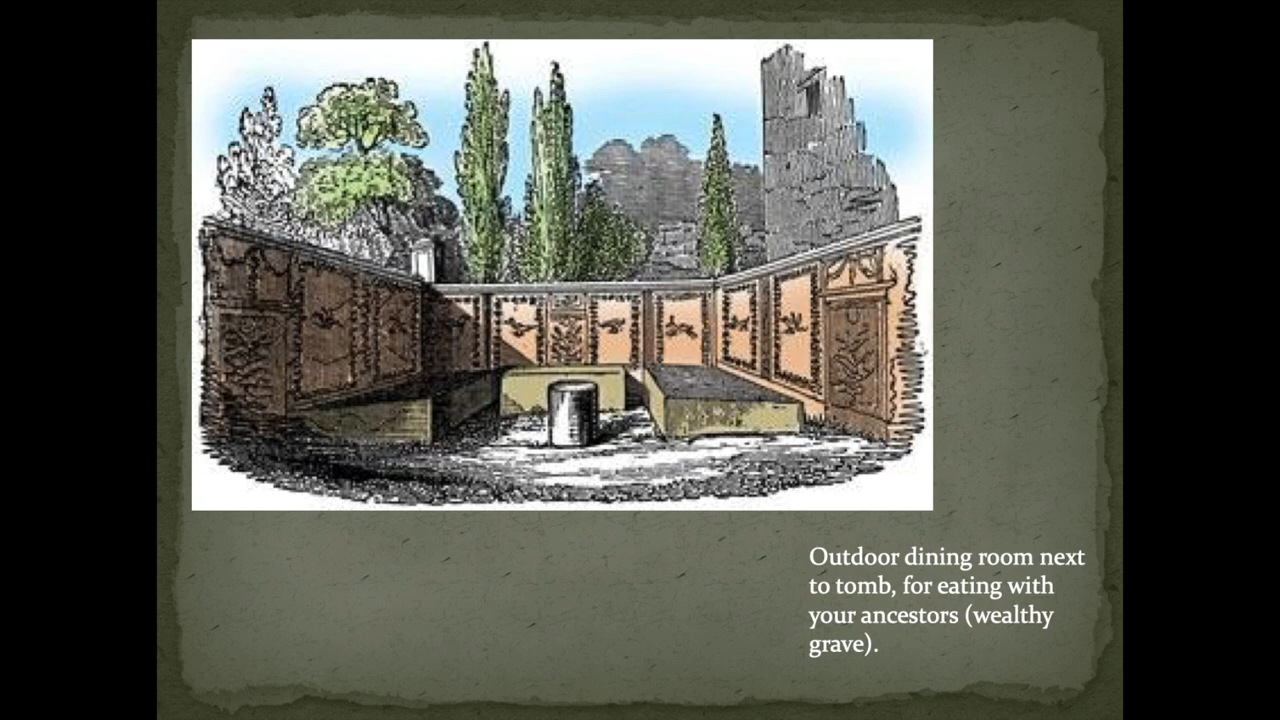 Outdoor dining room next
to tomb, for eating with
your ancestors (wealthy
grave).